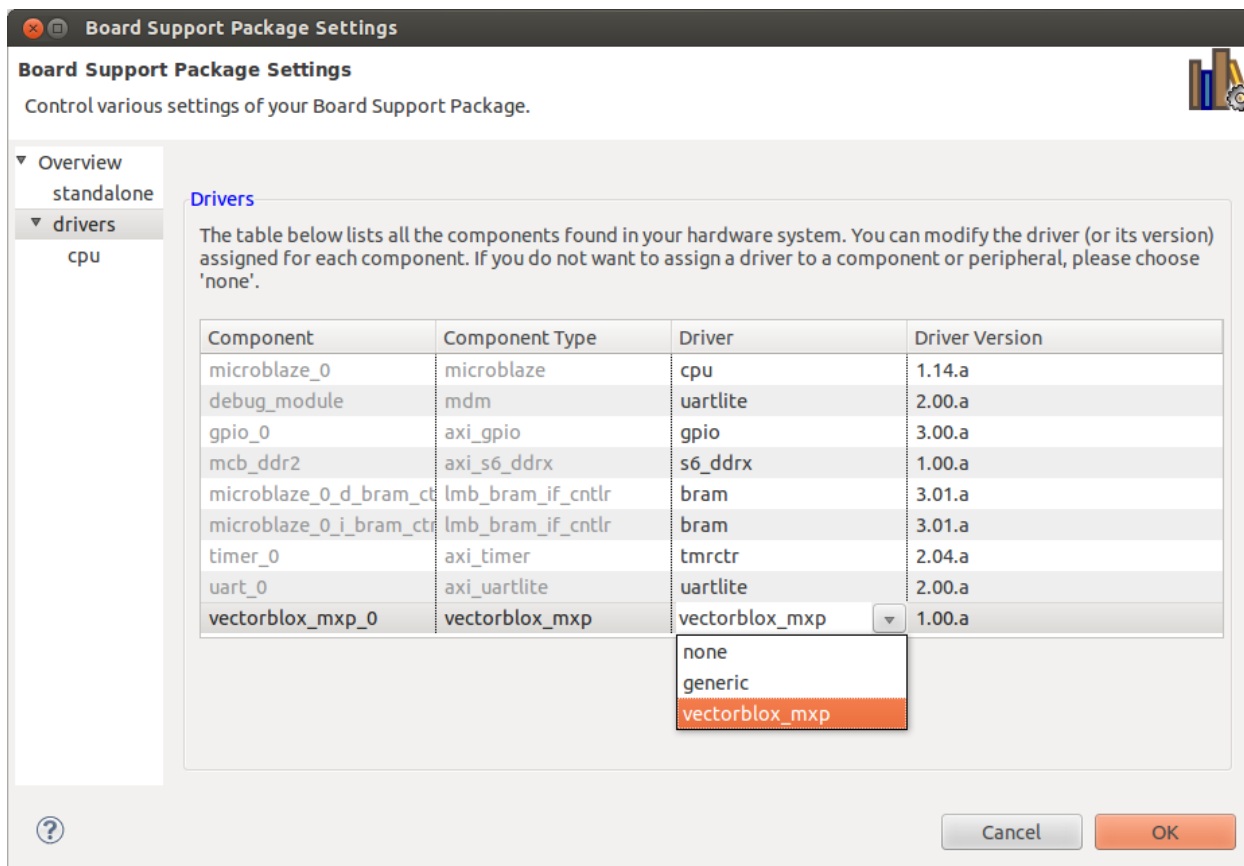 Board Support Package Settings
Board Support Package Settings
Control various settings of your Board Support Package.
Overview
standalone
drivers
cpu
Drivers
The table below lists all the components found in your hardware system. You can modify the driver (or its version)
assigned for each component. If you do not want to assign a driver to a component or peripheral, please choose
'none'.
Component Component Type Driver Driver Version
microblaze_0 microblaze cpu 1.14.a
debug_module mdm uartlite 2.00.a
gpio_0 axi_gpio gpio 3.00.a
mcb_ddr2 axi_s6_ddrx s6_ddrx 1.00.a
microblaze_0_d_bram_ct lmb_bram_if_cntlr bram 3.01.a
microblaze_0_i_bram_ctr lmb_bram_if_cntlr bram 3.01.a
timer_0 axi_timer tmrctr 2.04.a
uart_0 axi_uartlite uartlite 2.00.a
vectorblox_mxp_0 vectorblox_mxp vectorblox_mxp 1.00.a
none
generic
vectorblox_mxp
?
Cancel OK